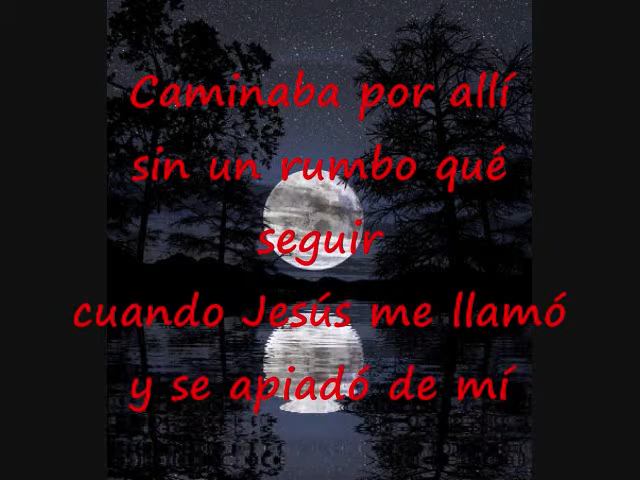 Caminaba por allí
sin un rumbo qué
seguir
cuando Jesús me llamó
y se apiadó de mí